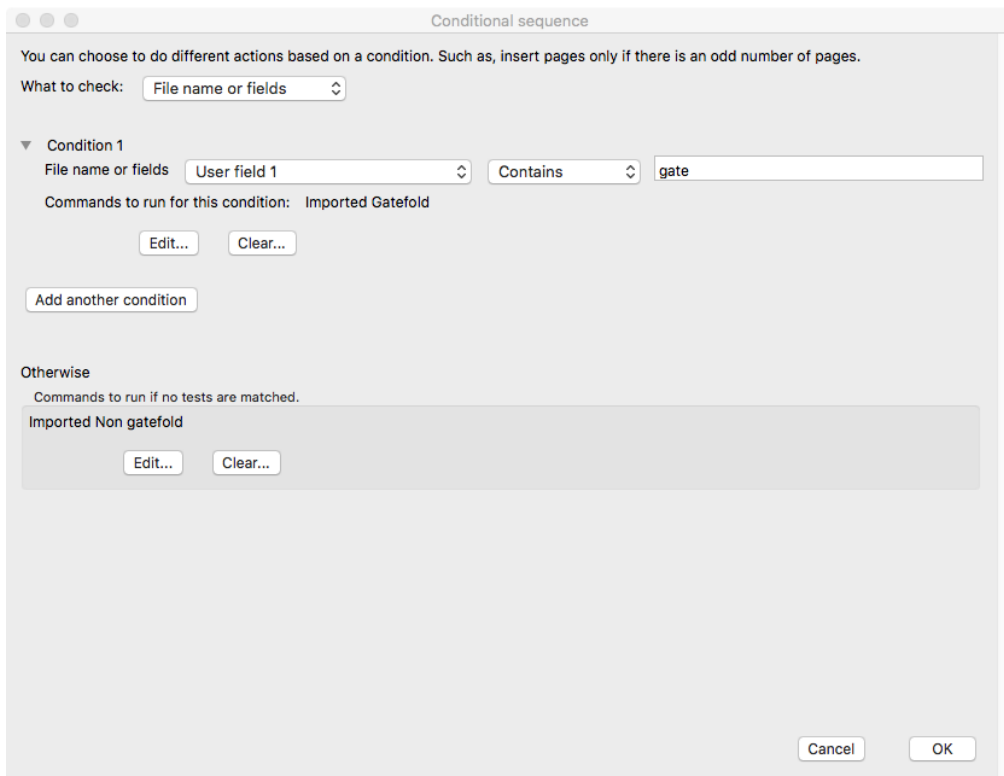 Conditional sequence
You can choose to do different actions based on a condition. Such as, insert pages only if there is an odd number of pages.
What to check: File name or fields
Condition 1
File name or fields User field 1 Contains gate
Commands to run for this condition: Imported Gatefold
Edit... Clear...
Add another condition
Otherwise
Commands to run if no tests are matched.
Imported Non gatefold
Edit... Clear...
Cancel OK